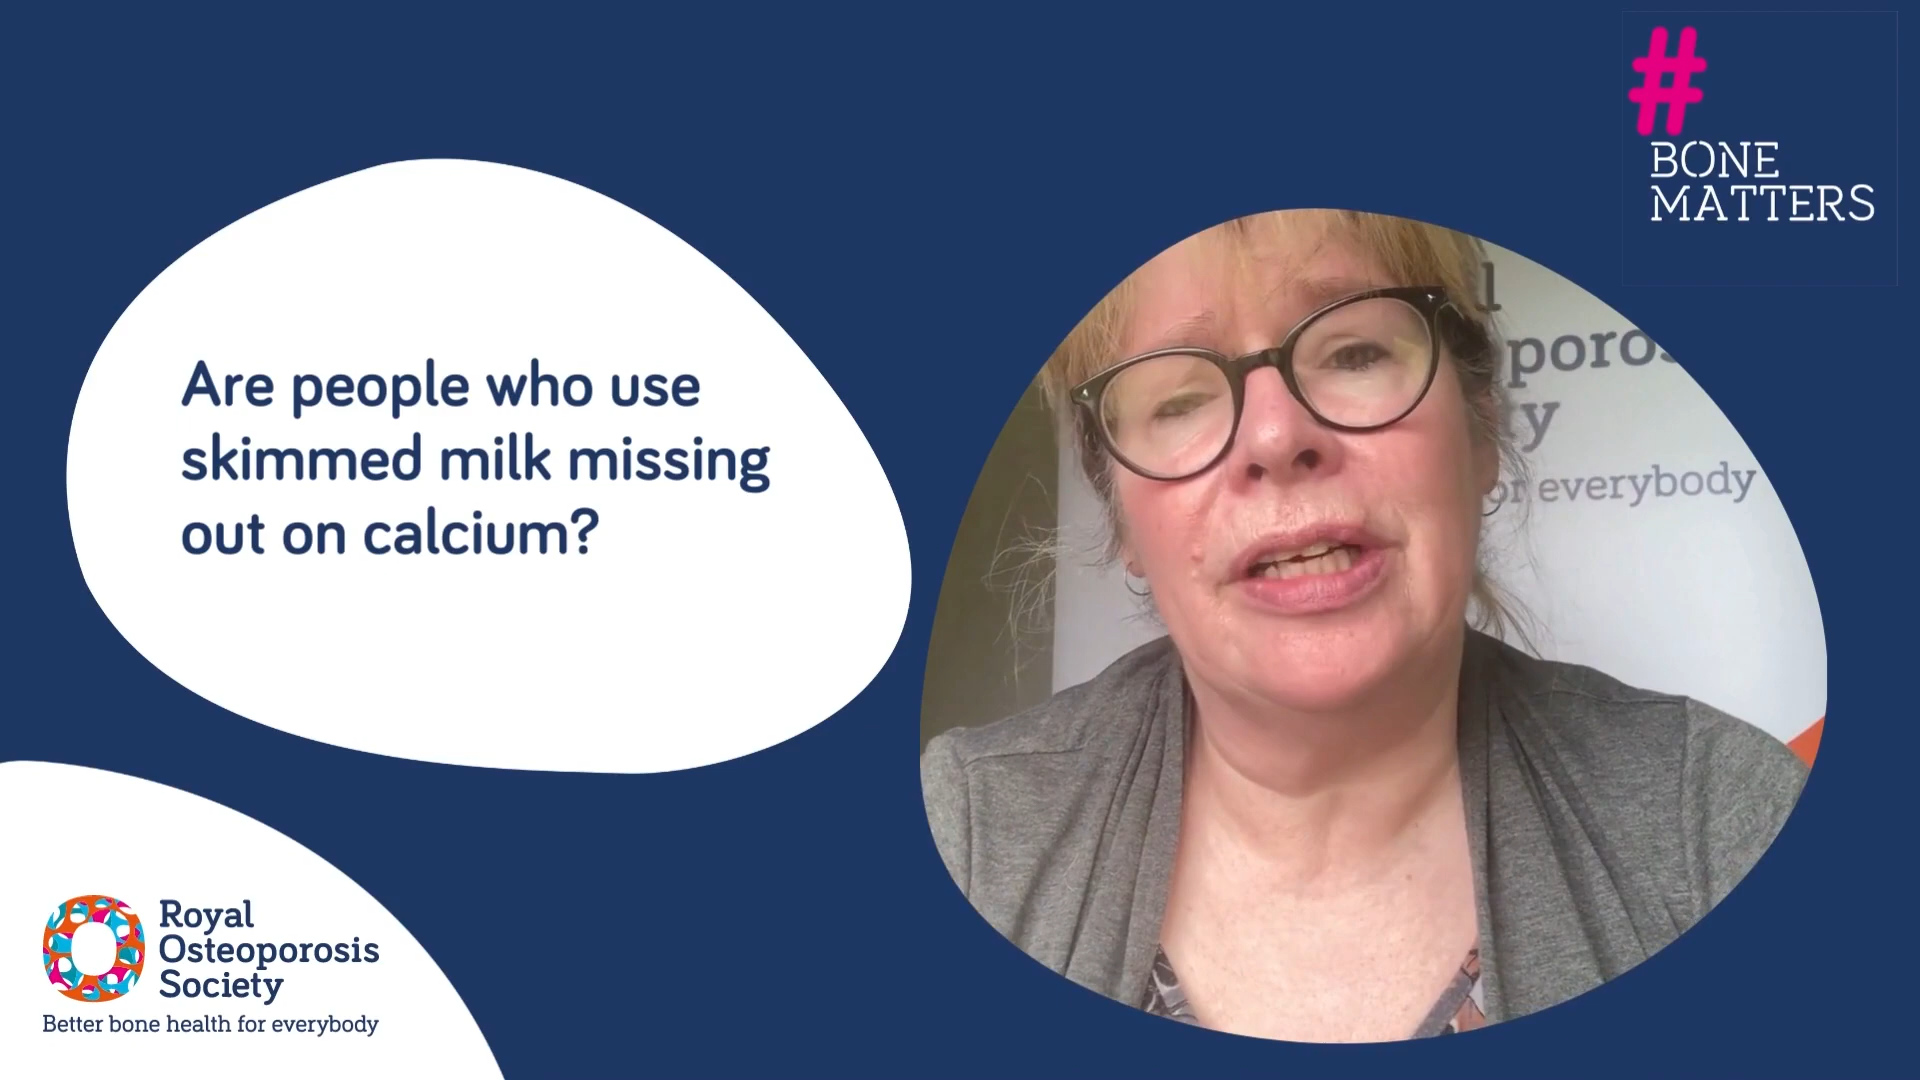 #
BONE
MATTERS
Are people who use
skimmed milk missing
out on calcium?
everybody
Royal
Osteoporosis
Society
Better bone health for everybody